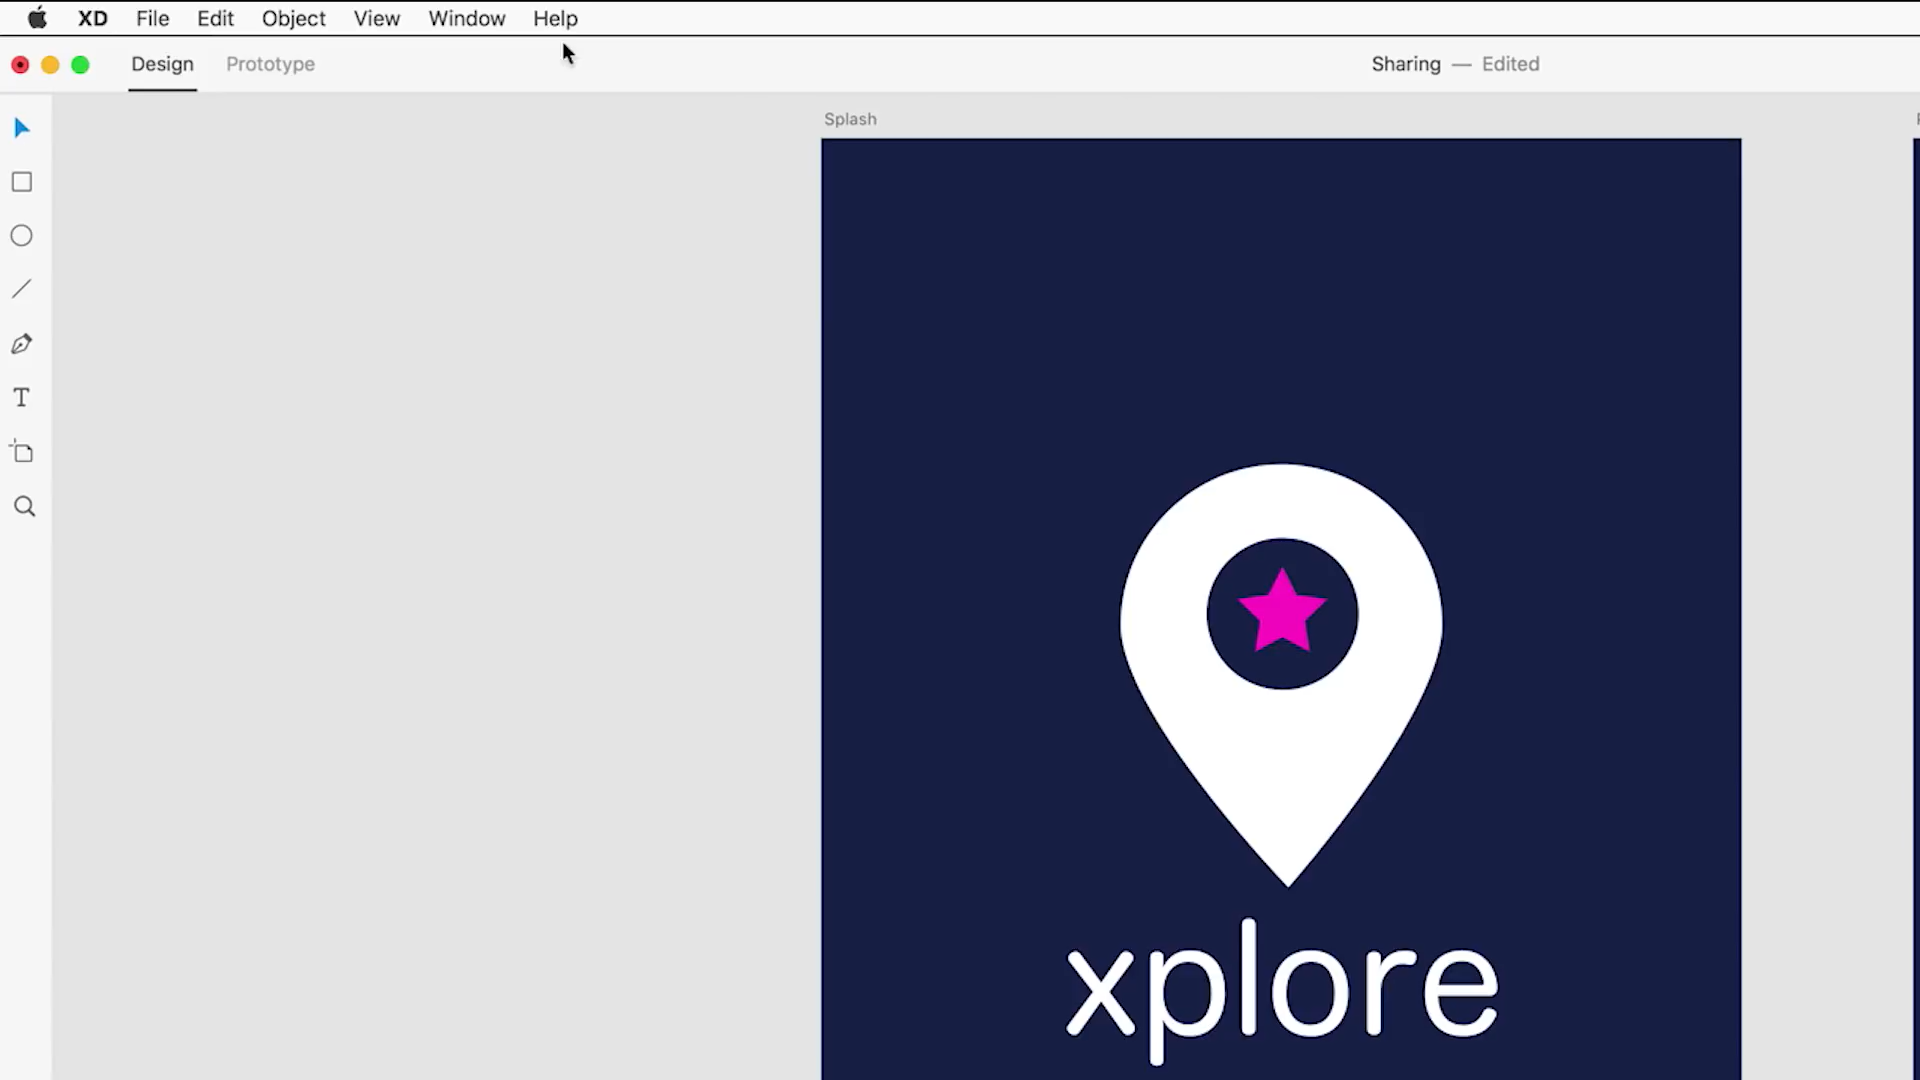 XD File Edit Object View Window Help
Design Prototype Sharing — Edited
Splash
xplore